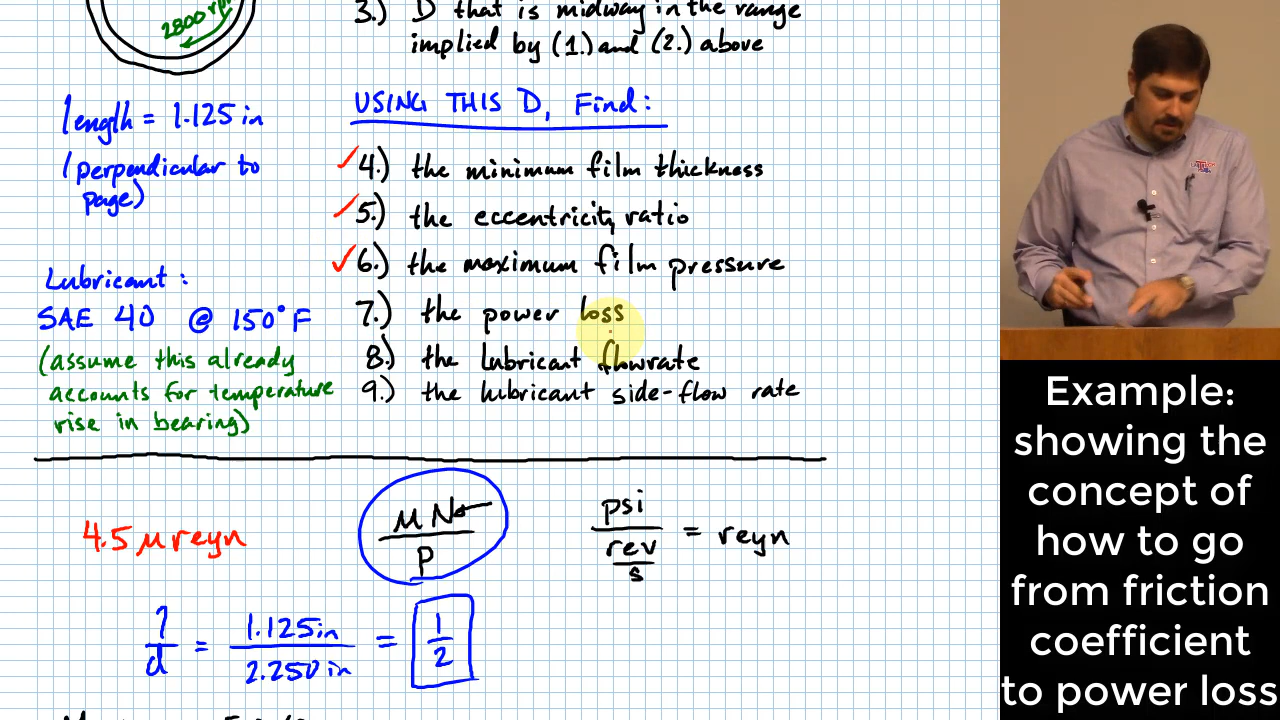 2800 rpm
3.) D that is midway in the range
implied by (1.) and (2.) above
length = 1.125 in
(perpendicular to
page)
USING THIS D, Find:
✓4.) the minimum film thickness
✓5.) the eccentricity ratio
✓6.) the maximum film pressure
7.) the power loss
8.) the lubricant flowrate
9.) the lubricant side-flow rate
Lubricant:
SAE 40 @ 150°F
(assume this already
accounts for temperature
rise in bearing)
4.5 μreyn
μN
P
psi
rev
s
= reyn
l
d
=
1.125in
2.250 in
=
1
2
Example:
showing the
concept of
how to go
from friction
coefficient
to power loss